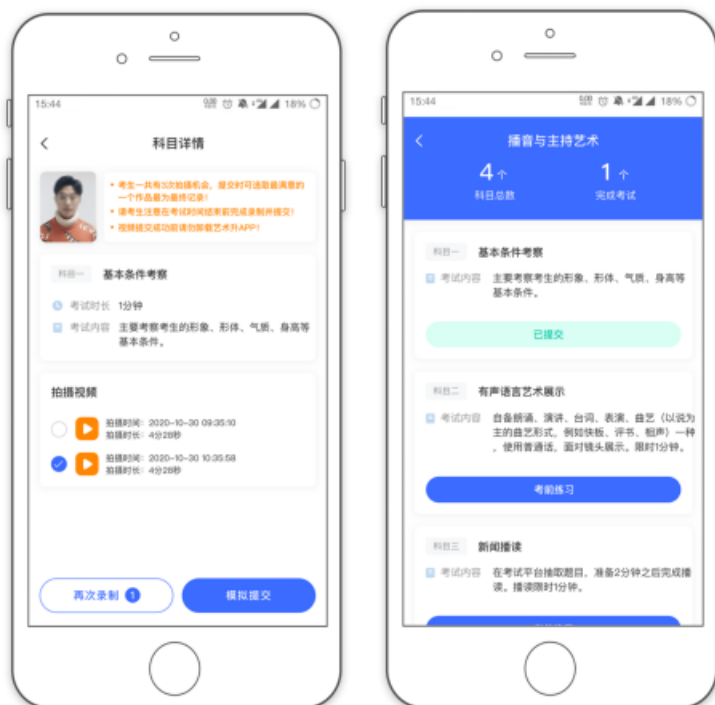 15:44
18%
科目详情
• 考生一共有3次拍摄机会，提交时可选取最满意的
一个作品最为最终记录！
• 请考生注意在考试时间结束前完成录制并提交！
• 视频提交成功前请勿卸载艺术升APP！
科目一 基本条件考察
考试时长 1分钟
考试内容 主要考察考生的形象、形体、气质、身高等
基本条件。
拍摄视频
拍摄时间：2020-10-30 09:35:10
拍摄时长：4分28秒
拍摄时间：2020-10-30 10:35:58
拍摄时长：4分28秒
再次录制 1
模拟提交
15:44
18%
播音与主持艺术
4 个
科目总数
1 个
完成考试
科目一 基本条件考察
考试内容 主要考察考生的形象、形体、气质、身高等
基本条件。
已提交
科目二 有声语言艺术展示
考试内容 自备朗诵、演讲、台词、表演、曲艺（以说为
主的曲艺形式，例如快板、评书、相声）一种
，使用普通话，面对镜头展示。限时1分钟。
考前练习
科目三 新闻播读
考试内容 在考试平台抽取题目，准备2分钟之后完成播
读，播读限时1分钟。